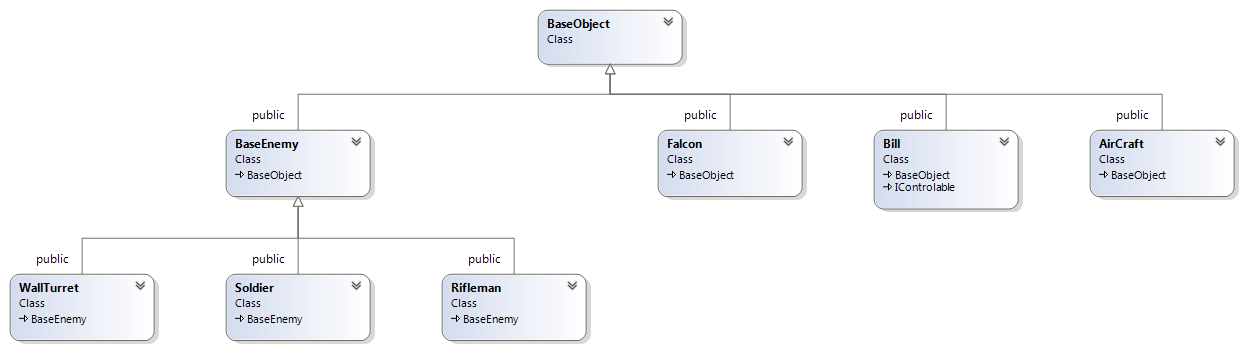 BaseObject
Class
public
public
public
public
BaseEnemy
Class
BaseObject
Falcon
Class
BaseObject
Bill
Class
BaseObject
IControlable
AirCraft
Class
BaseObject
public
public
public
WallTurret
Class
BaseEnemy
Soldier
Class
BaseEnemy
Rifleman
Class
BaseEnemy